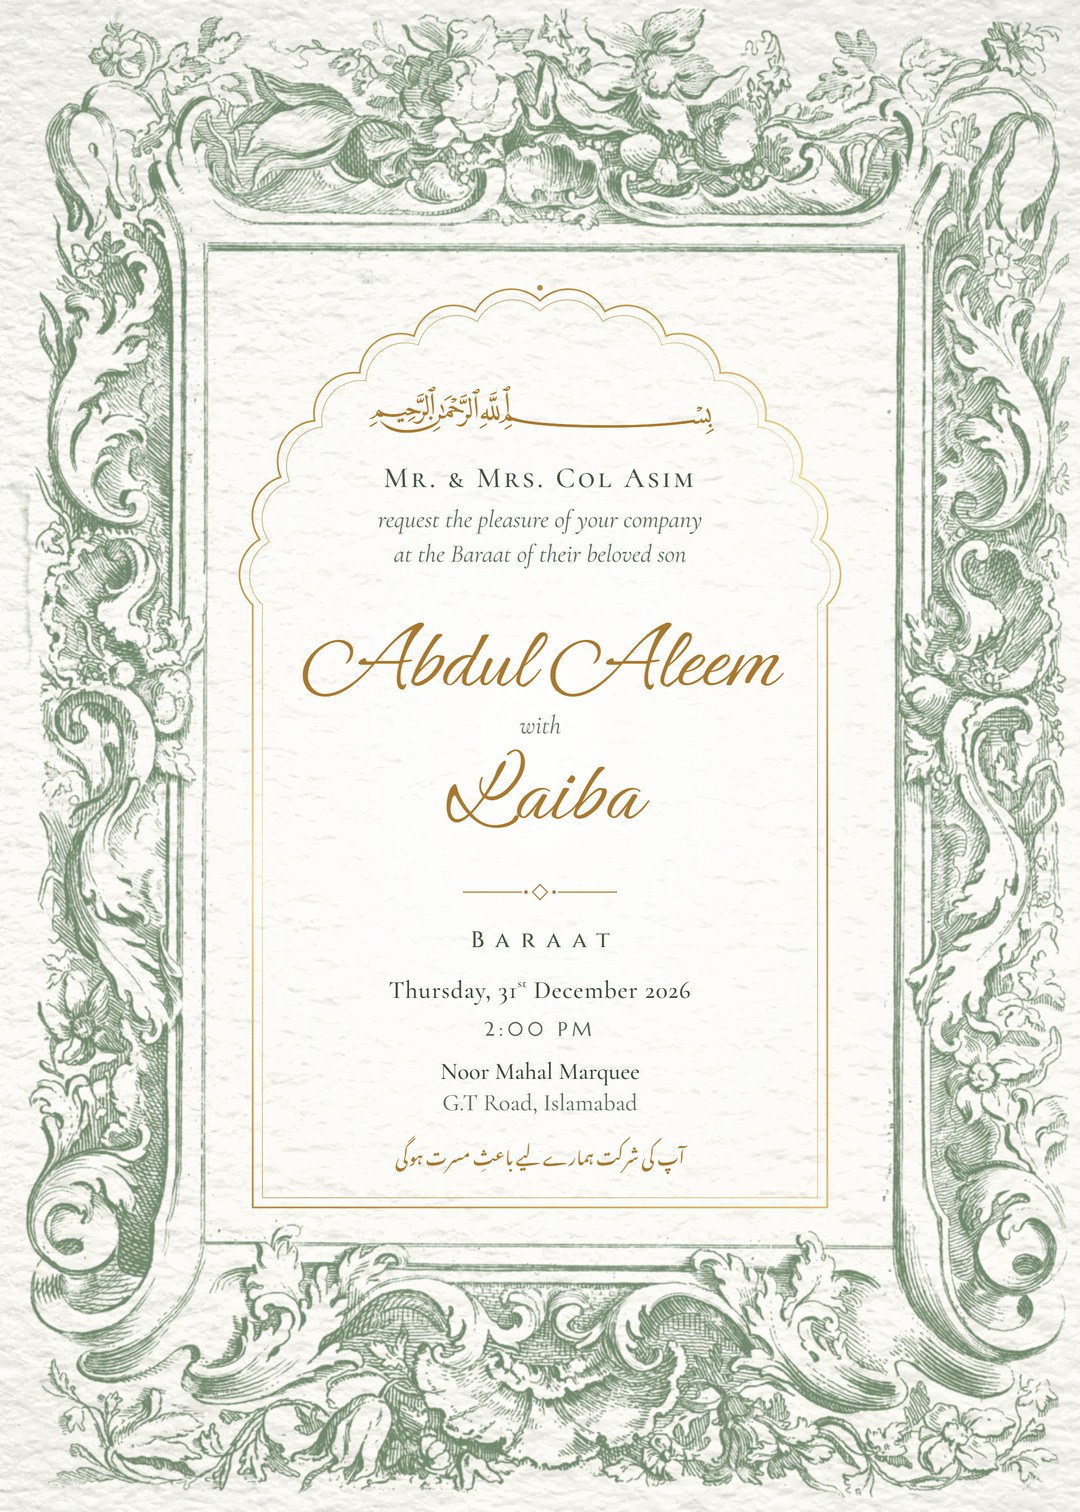 بِسْمِ اللّٰهِ الرَّحْمٰنِ الرَّحِيمِ
Mr. & Mrs. Col Asim
request the pleasure of your company
at the Baraat of their beloved son
Abdul Aleem
with
Laiba
Baraat
Thursday, 31st December 2026
2:00 PM
Noor Mahal Marquee
G.T Road, Islamabad
آپ کی شرکت ہمارے لیے باعثِ مسرت ہوگی